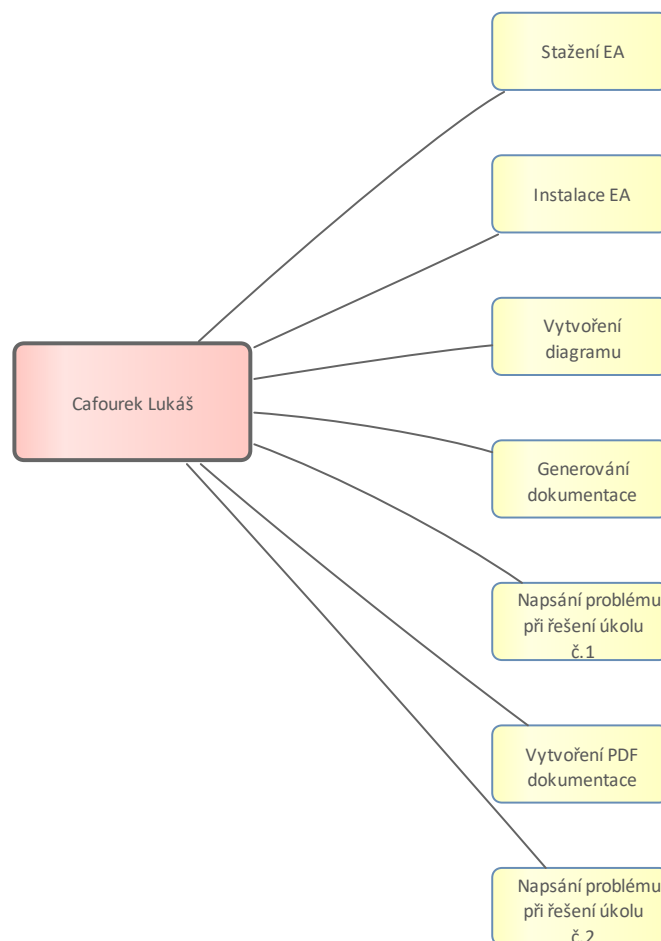 Stažení EA
Instalace EA
Vytvoření
diagramu
Cafourek Lukáš
Generování
dokumentace
Napsání problému
při řešení úkolu
č.1
Vytvoření PDF
dokumentace
Napsání problému
při řešení úkolu
č.2